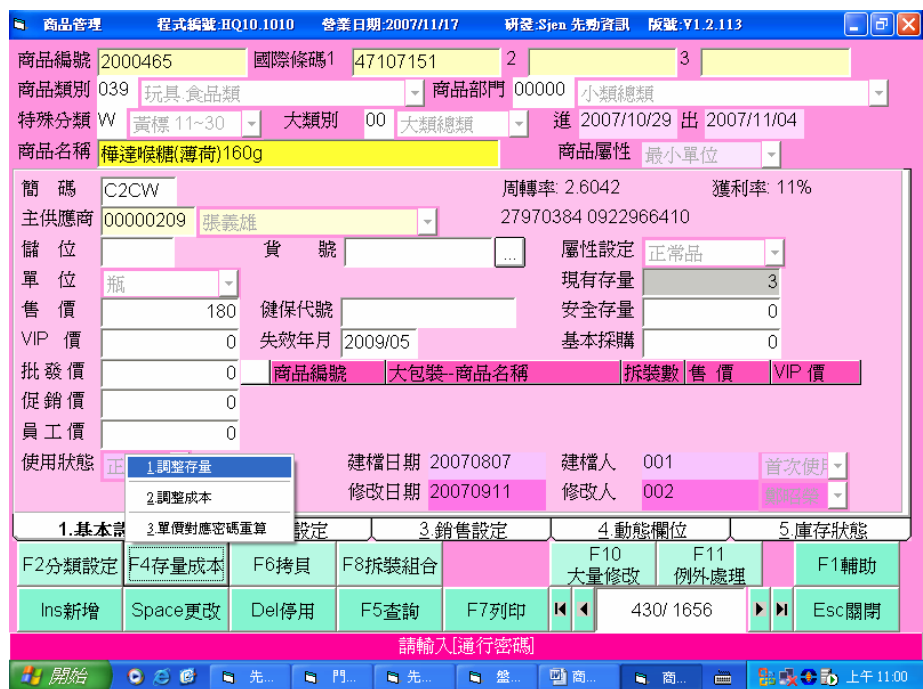 商品管理 程式編號:HQ10.1010 營業日期:2007/11/17 研發:Sjen 先勁資訊 版號:V1.2.113
商品編號 2000465 國際條碼1 47107151 2 3
商品類別 039 玩具.食品類 商品部門 00000 小類總類
特殊分類 W 黃標 11~30 大類別 00 大類總類 進 2007/10/29 出 2007/11/04
商品名稱 樺達喉糖(薄荷)160g 商品屬性 最小單位
簡 碼 C2CW 周轉率: 2.6042 獲利率: 11%
主供應商 00000209 張義雄 27970384 0922966410
儲 位 貨 號 ... 屬性設定 正常品
單 位 瓶 現有存量 3
售 價 180 健保代號 安全存量 0
VIP 價 0 失效年月 2009/05 基本採購 0
批發價 0 商品編號 大包裝--商品名稱 拆裝數 售 價 VIP 價
促銷價 0
員工價 0
使用狀態 正 1.調整存量 建檔日期 20070807 建檔人 001 首次使用
2.調整成本 修改日期 20070911 修改人 002
1.基本 3.單價對應密碼重算 設定 3.銷售設定 4.動態欄位 5.庫存狀態
F2分類設定 F4存量成本 F6拷貝 F8拆裝組合 F10 大量修改 F11 例外處理 F1輔助
Ins新增 Space更改 Del停用 F5查詢 F7列印 430/ 1656 Esc關閉
請輸入[通行密碼]
開始 先... 門... 先... 盤... 商... 商... 上午 11:00